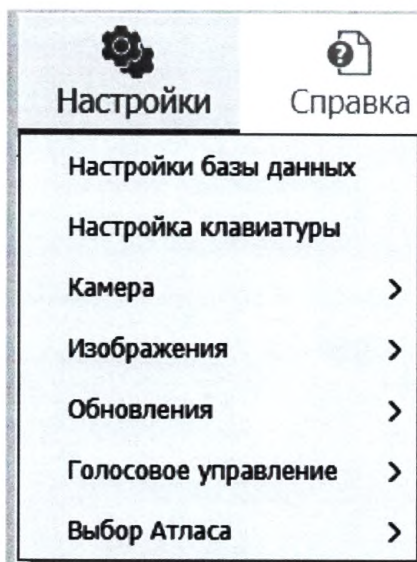 Настройки
Справка
Настройки базы данных
Настройка клавиатуры
Камера
Изображения
Обновления
Голосовое управление
Выбор Атласа